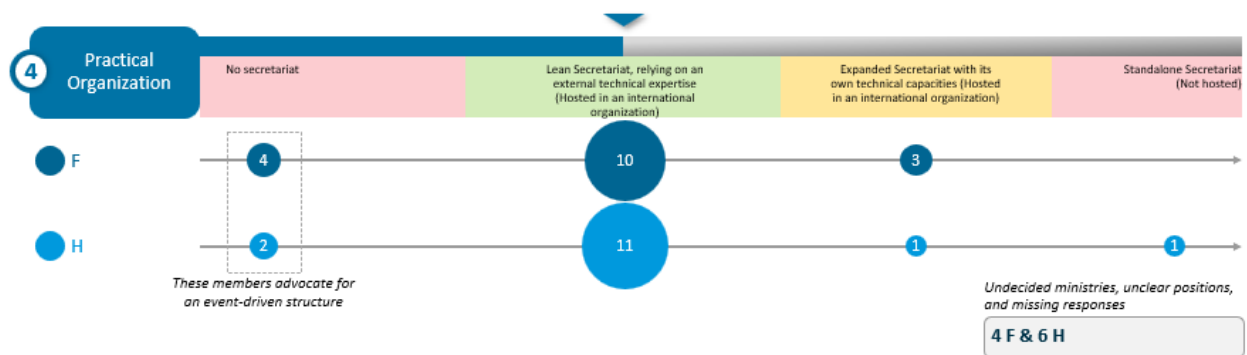 4
Practical
Organization
No secretariat
Lean Secretariat, relying on an
external technical expertise
(Hosted in an international
organization)
Expanded Secretariat with its
own technical capacities (Hosted
in an international organization)
Standalone Secretariat
(Not hosted)
F
4
10
3
H
2
11
1
1
These members advocate for
an event-driven structure
Undecided ministries, unclear positions,
and missing responses
4 F & 6 H